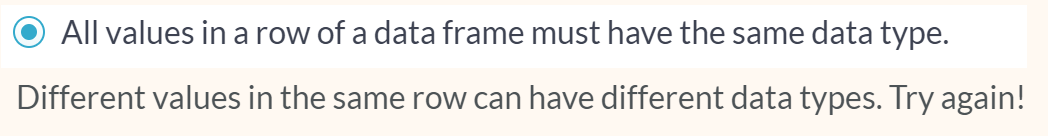 All values in a row of a data frame must have the same data type.
Different values in the same row can have different data types. Try again!